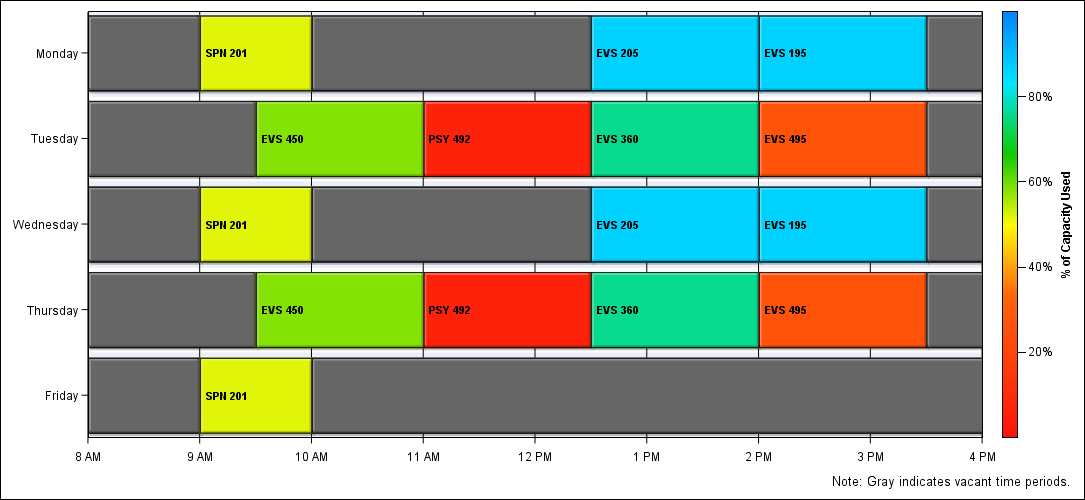 Monday
SPN 201
EVS 205
EVS 195
Tuesday
EVS 450
PSY 492
EVS 360
EVS 495
Wednesday
SPN 201
EVS 205
EVS 195
Thursday
EVS 450
PSY 492
EVS 360
EVS 495
Friday
SPN 201
8 AM
9 AM
10 AM
11 AM
12 PM
1 PM
2 PM
3 PM
4 PM
80%
60%
40%
20%
% of Capacity Used
Note: Gray indicates vacant time periods.